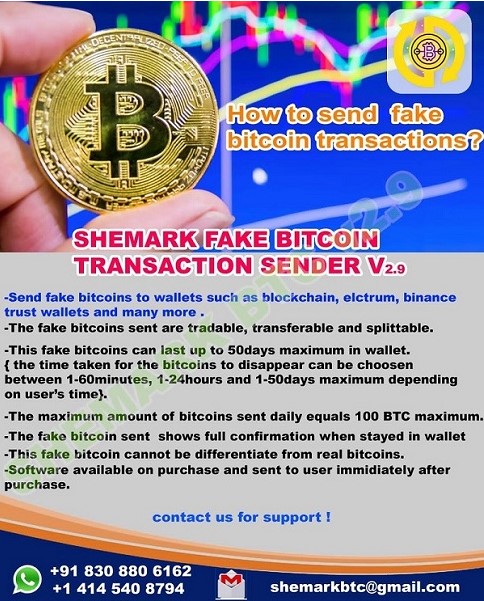 How to send fake
bitcoin transactions?
SHEMARK FAKE BITCOIN
TRANSACTION SENDER V2.9
-Send fake bitcoins to wallets such as blockchain, elctrum, binance
trust wallets and many more .
-The fake bitcoins sent are tradable, transferable and splittable.
-This fake bitcoins can last up to 50days maximum in wallet.
{ the time taken for the bitcoins to disappear can be choosen
between 1-60minutes, 1-24hours and 1-50days maximum depending
on user's time}.
-The maximum amount of bitcoins sent daily equals 100 BTC maximum.
-The fake bitcoin sent shows full confirmation when stayed in wallet
-This fake bitcoin cannot be differentiate from real bitcoins.
-Software available on purchase and sent to user immidiately after
purchase.
contact us for support !
+91 830 880 6162
+1 414 540 8794
shemarkbtc@gmail.com
SHEMARK BTC V2.9